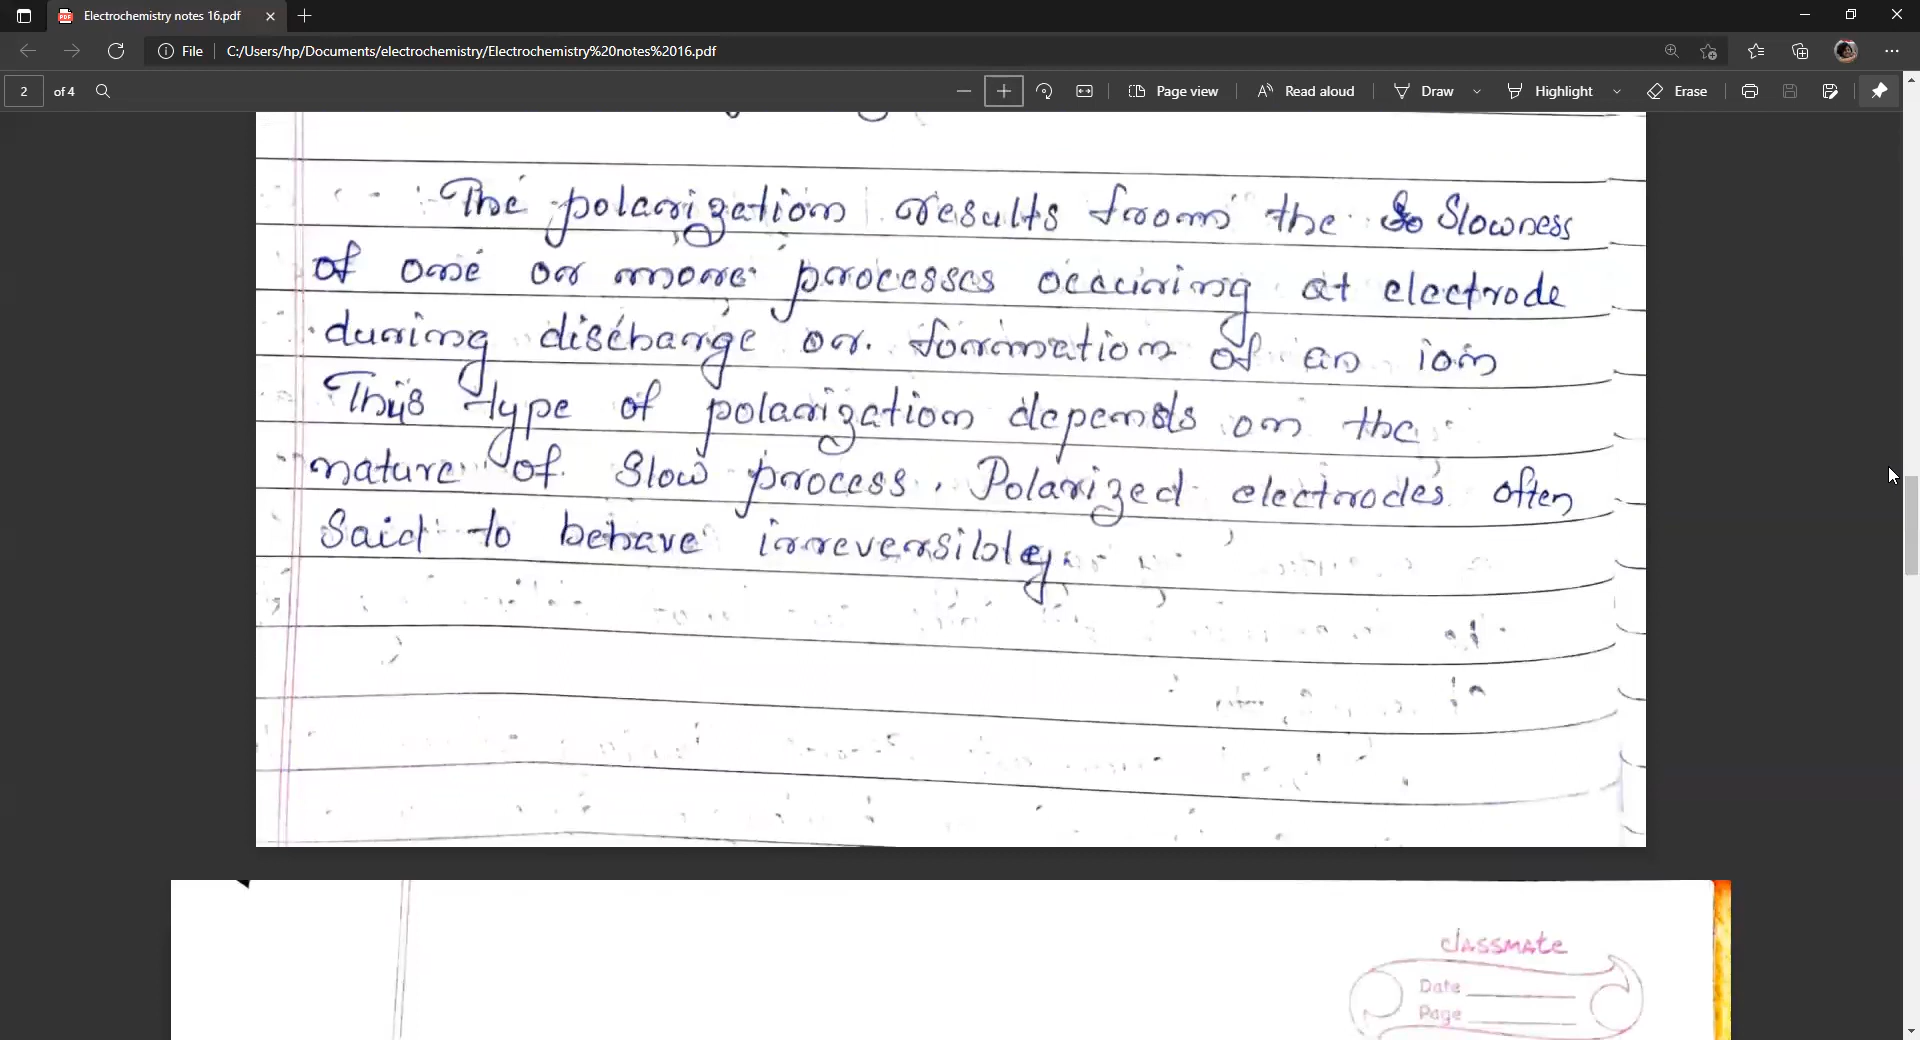 Electrochemistry notes 16.pdf
File C:/Users/hp/Documents/electrochemistry/Electrochemistry%20notes%2016.pdf
2 of 4 Page view Read aloud Draw Highlight Erase
The polarization results from the Slowness
of one or more processes occuring at electrode
during discharge or formation of an ion
This type of polarization depends on the
nature of Slow process. Polarized electrodes often
Said to behave irreversibley.
classmate
Date
Page